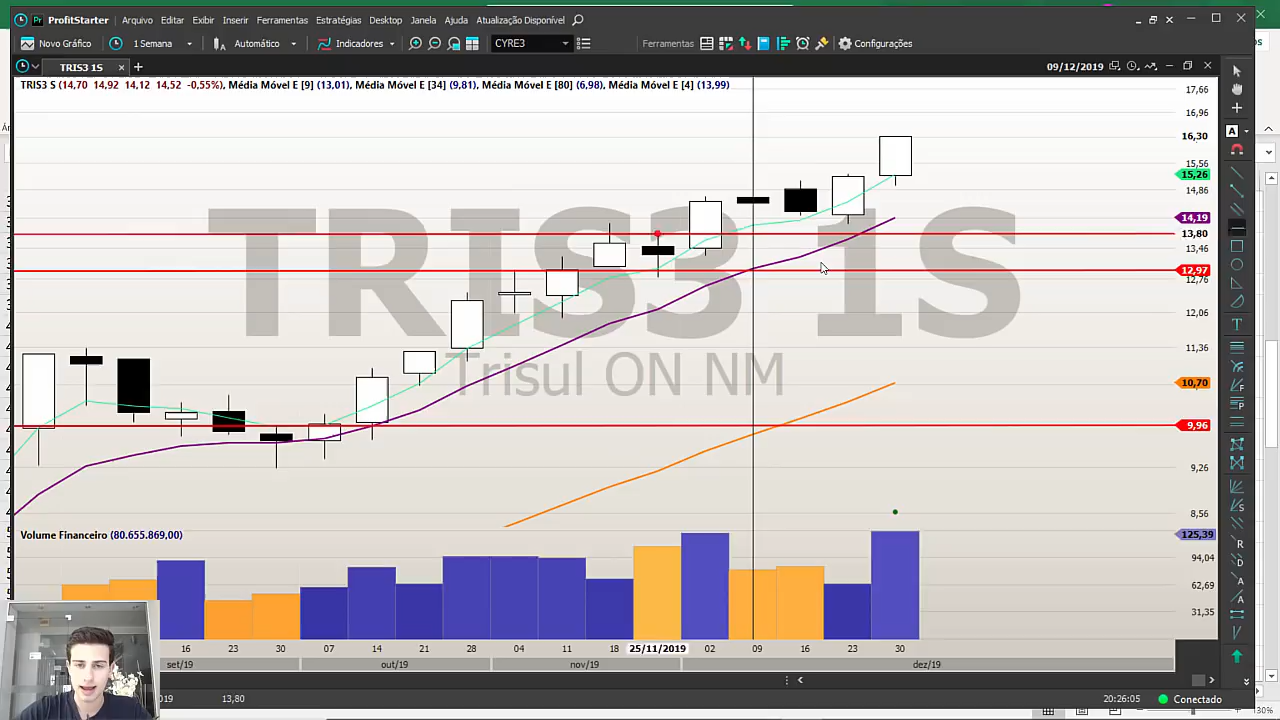 ProfitStarter Arquivo Editar Exibir Inserir Ferramentas Estratégias Desktop Janela Ajuda Atualização Disponível
Novo Gráfico 1 Semana Automático Indicadores CYRE3 Ferramentas Configurações
TRIS3 1S 09/12/2019
TRIS3 S (14,70 14,92 14,12 14,52 -0,55%), Média Móvel E [9] (13,01), Média Móvel E [34] (9,81), Média Móvel E [80] (6,98), Média Móvel E [4] (13,99)
17,66
16,96
16,30
15,56
15,26
14,86
14,19
13,80
13,46
12,97
12,76
12,06
11,36
10,70
9,96
9,26
8,56
TRIS3 1S
Trisul ON NM
Volume Financeiro (80.655.869,00)
125,39
94,04
62,69
31,35
16 23 30 07 14 21 28 04 11 18 25/11/2019 02 09 16 23 30
set/19 out/19 nov/19 dez/19
2019 13,80 20:26:05 Conectado
30%